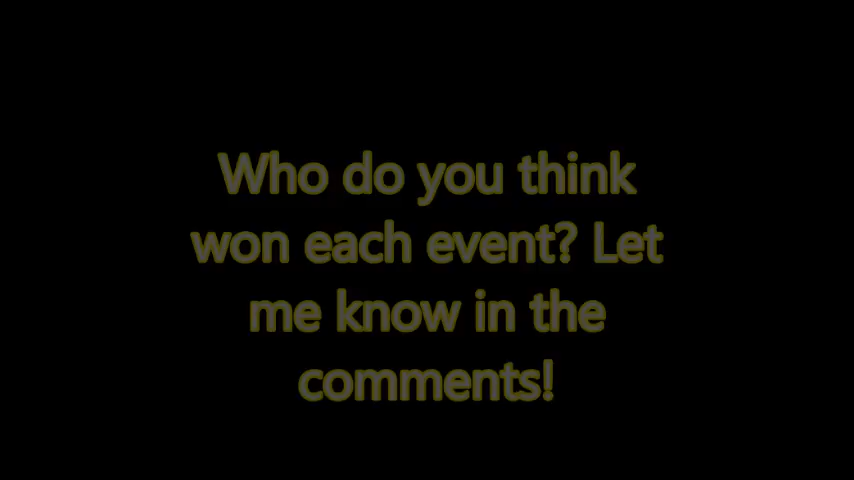 Who do you think
won each event? Let
me know in the
comments!